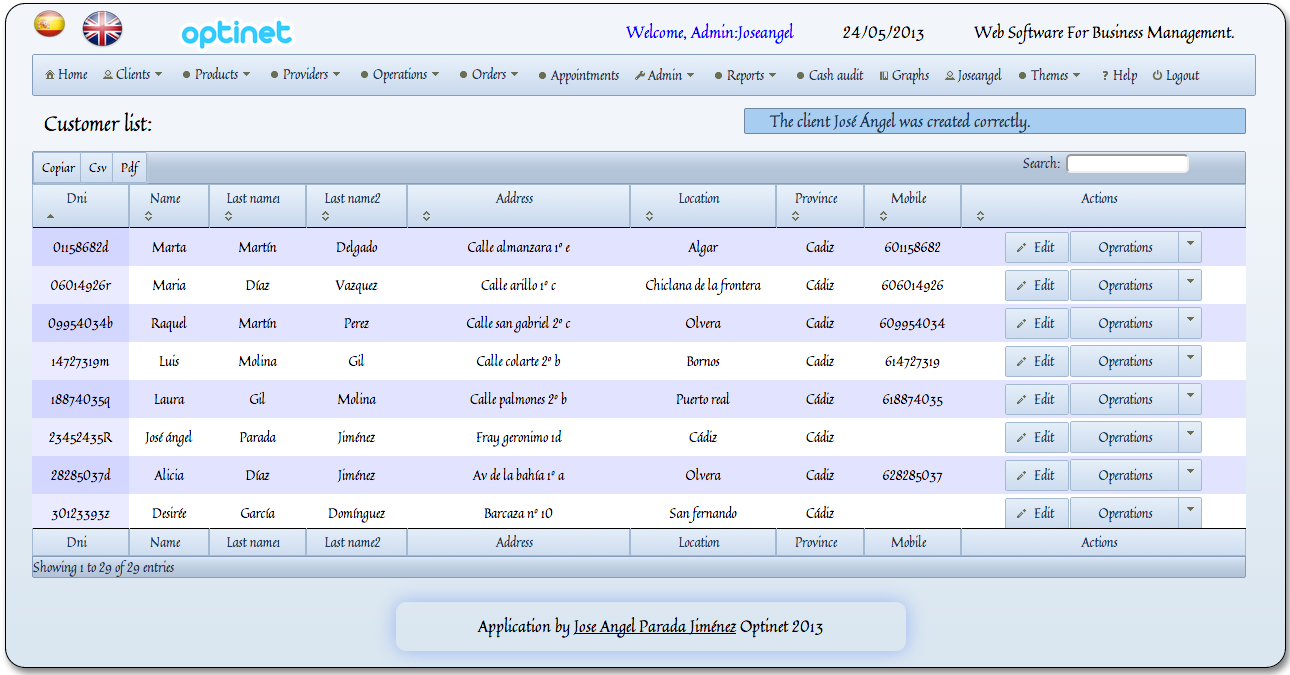 optinet Welcome, Admin:Joseangel 24/05/2013 Web Software For Business Management.
Home Clients Products Providers Operations Orders Appointments Admin Reports Cash audit Graphs Joseangel Themes ? Help Logout
Customer list: The client José Ángel was created correctly.
Copiar Csv Pdf Search:
Dni Name Last name1 Last name2 Address Location Province Mobile Actions
01158682d Marta Martín Delgado Calle almanzara 1º e Algar Cadiz 601158682 Edit Operations
06014926r Maria Díaz Vazquez Calle arillo 1º c Chiclana de la frontera Cádiz 606014926 Edit Operations
09954034b Raquel Martín Perez Calle san gabriel 2º c Olvera Cadiz 609954034 Edit Operations
14727319m Luis Molina Gil Calle colarte 2º b Bornos Cadiz 614727319 Edit Operations
18874035q Laura Gil Molina Calle palmones 2º b Puerto real Cádiz 618874035 Edit Operations
23452435R José ángel Parada Jiménez Fray geronimo 1d Cádiz Cádiz Edit Operations
28285037d Alicia Díaz Jiménez Av de la bahía 1º a Olvera Cadiz 628285037 Edit Operations
30123393z Desirée García Domínguez Barcaza nº 10 San fernando Cádiz Edit Operations
Dni Name Last name1 Last name2 Address Location Province Mobile Actions
Showing 1 to 29 of 29 entries
Application by Jose Angel Parada Jiménez Optinet 2013